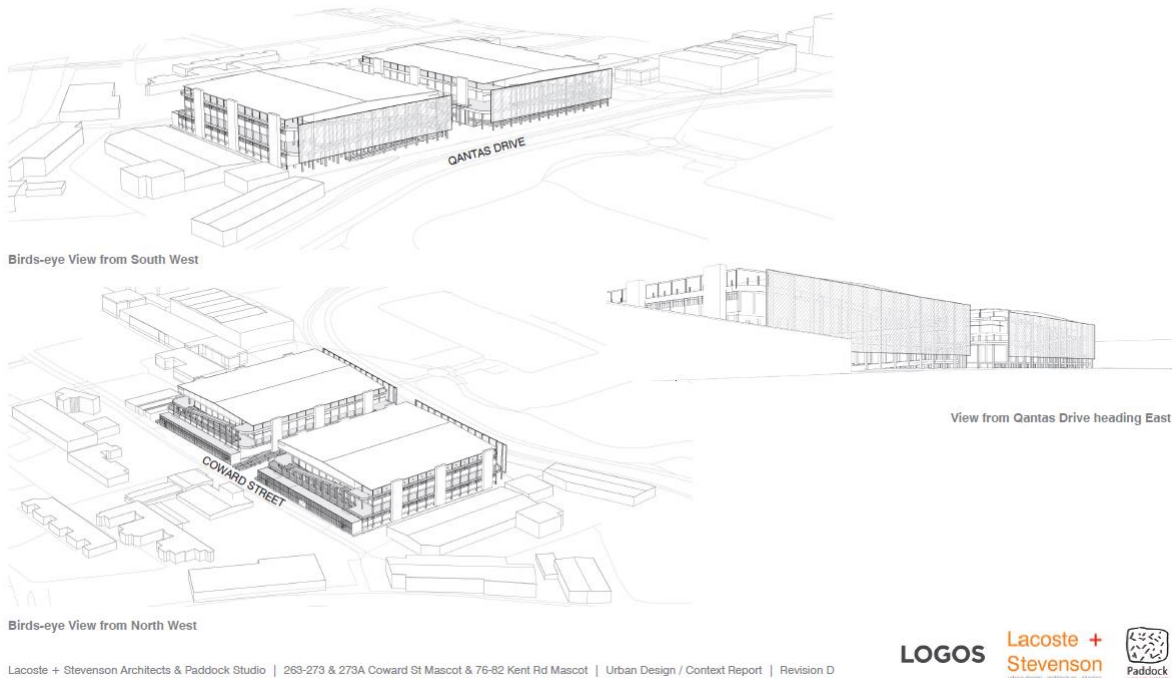 QANTAS DRIVE
Birds-eye View from South West
View from Qantas Drive heading East
COWARD STREET
Birds-eye View from North West
Lacoste + Stevenson Architects & Paddock Studio | 263-273 & 273A Coward St Mascot & 76-82 Kent Rd Mascot | Urban Design / Context Report | Revision D
LOGOS
Lacoste +
Stevenson
Paddock